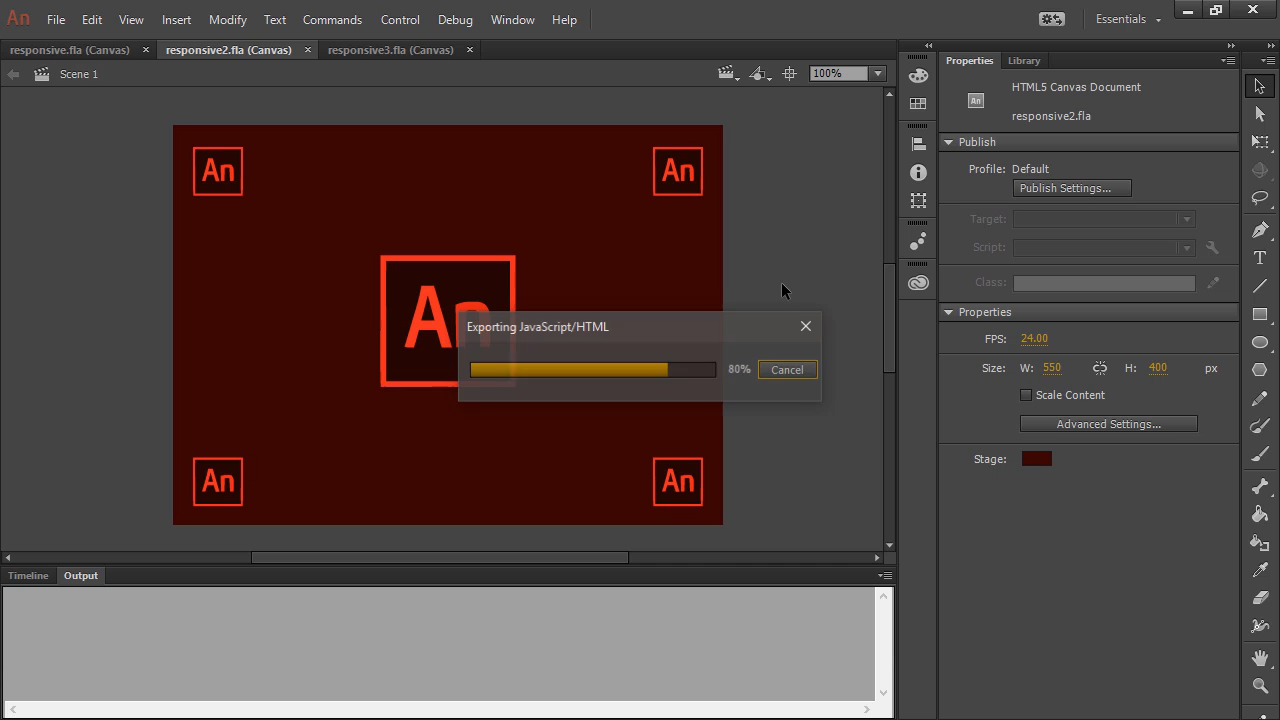 An File Edit View Insert Modify Text Commands Control Debug Window Help Essentials
responsive.fla (Canvas) responsive2.fla (Canvas) responsive3.fla (Canvas)
Scene 1 100%
An An
An
An An
Exporting JavaScript/HTML
80% Cancel
Timeline Output
Properties Library
An HTML5 Canvas Document
responsive2.fla
Publish
Profile: Default
Publish Settings...
Target:
Script:
Class:
Properties
FPS: 24.00
Size: W: 550 H: 400 px
Scale Content
Advanced Settings...
Stage: